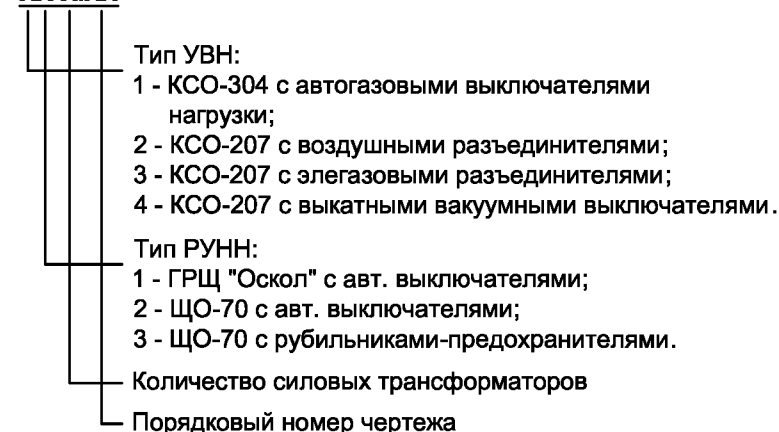 Тип УВН:
1 - КСО-304 с автогазовыми выключателями
нагрузки;
2 - КСО-207 с воздушными разъединителями;
3 - КСО-207 с элегазовыми разъединителями;
4 - КСО-207 с выкатными вакуумными выключателями.
Тип РУНН:
1 - ГРЩ "Оскол" с авт. выключателями;
2 - ЩО-70 с авт. выключателями;
3 - ЩО-70 с рубильниками-предохранителями.
Количество силовых трансформаторов
Порядковый номер чертежа